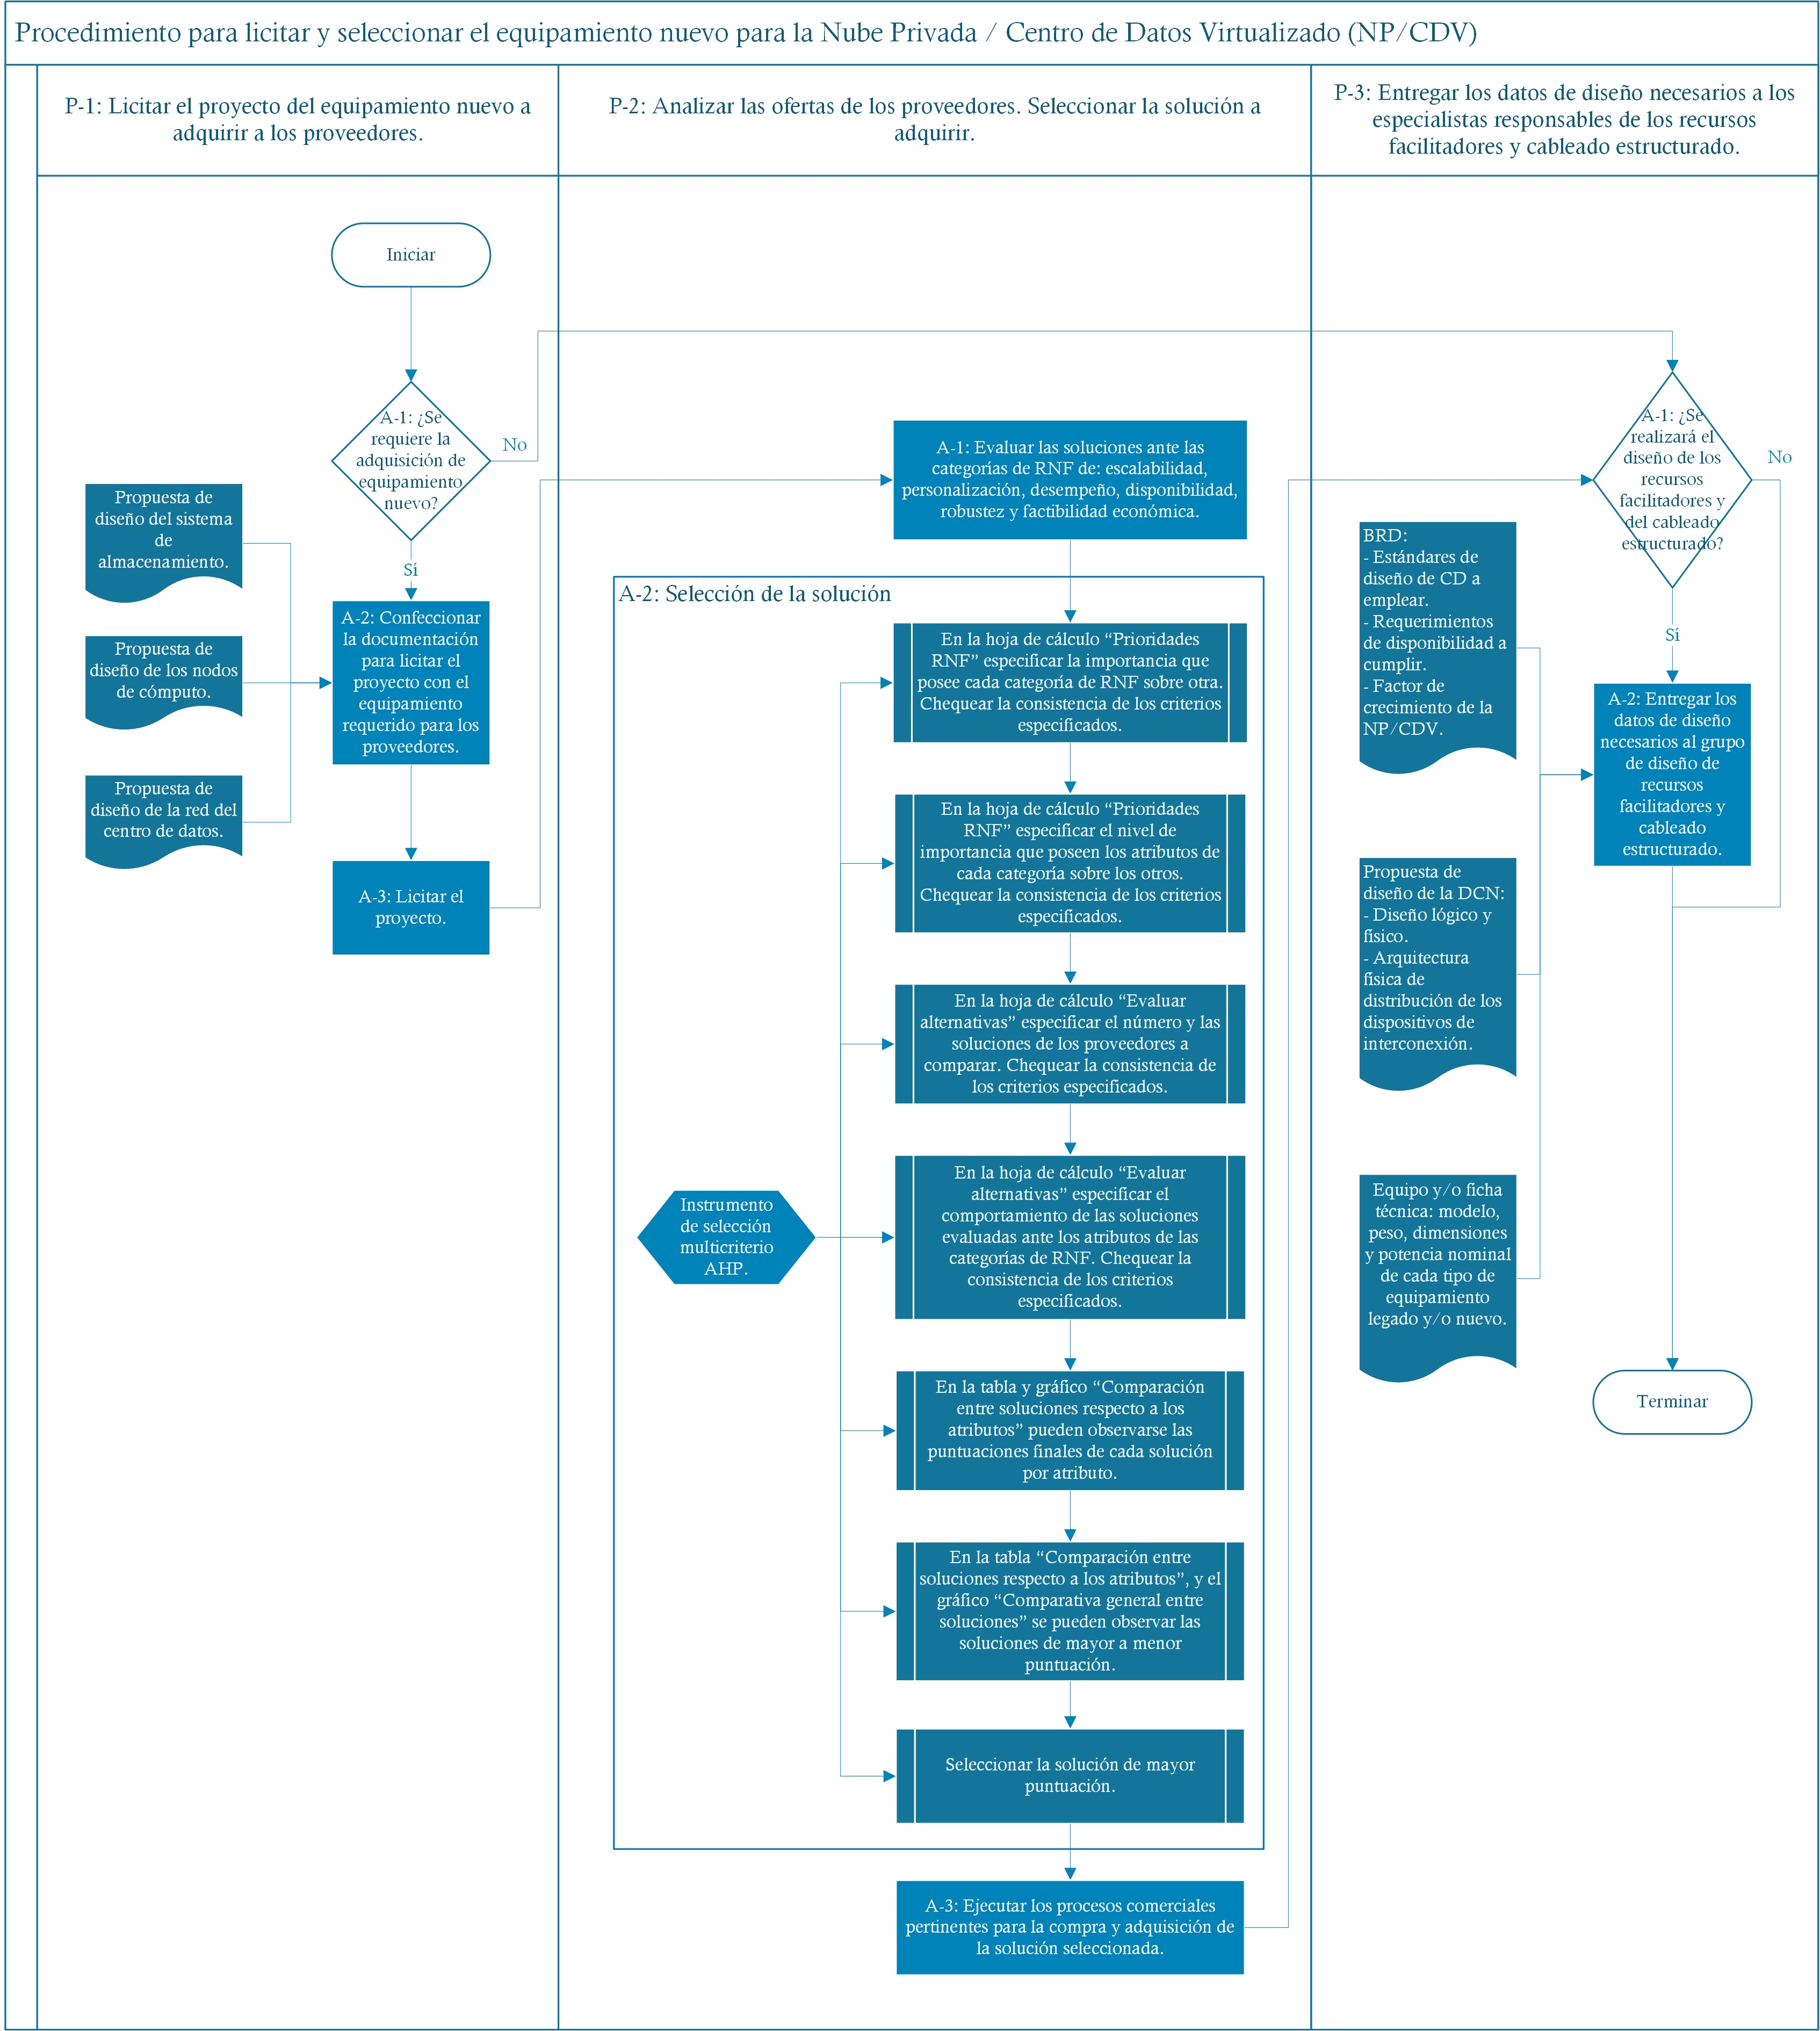 Procedimiento para licitar y seleccionar el equipamiento nuevo para la Nube Privada / Centro de Datos Virtualizado (NP/CDV)
P-1: Licitar el proyecto del equipamiento nuevo a
adquirir a los proveedores.
P-2: Analizar las ofertas de los proveedores. Seleccionar la solución a
adquirir.
P-3: Entregar los datos de diseño necesarios a los
especialistas responsables de los recursos
facilitadores y cableado estructurado.
Iniciar
A-1: ¿Se
requiere la
adquisición de
equipamiento
nuevo?
No
Sí
Propuesta de
diseño del sistema
de
almacenamiento.
Propuesta de
diseño de los nodos
de cómputo.
Propuesta de
diseño de la red del
centro de datos.
A-2: Confeccionar
la documentación
para licitar el
proyecto con el
equipamiento
requerido para los
proveedores.
A-3: Licitar el
proyecto.
A-1: Evaluar las soluciones ante las
categorías de RNF de: escalabilidad,
personalización, desempeño, disponibilidad,
robustez y factibilidad económica.
A-2: Selección de la solución
En la hoja de cálculo “Prioridades
RNF” especificar la importancia que
posee cada categoría de RNF sobre otra.
Chequear la consistencia de los criterios
especificados.
En la hoja de cálculo “Prioridades
RNF” especificar el nivel de
importancia que poseen los atributos de
cada categoría sobre los otros.
Chequear la consistencia de los criterios
especificados.
En la hoja de cálculo “Evaluar
alternativas” especificar el número y las
soluciones de los proveedores a
comparar. Chequear la consistencia de
los criterios especificados.
En la hoja de cálculo “Evaluar
alternativas” especificar el
comportamiento de las soluciones
evaluadas ante los atributos de las
categorías de RNF. Chequear la
consistencia de los criterios
especificados.
Instrumento
de selección
multicriterio
AHP.
En la tabla y gráfico “Comparación
entre soluciones respecto a los
atributos” pueden observarse las
puntuaciones finales de cada solución
por atributo.
En la tabla “Comparación entre
soluciones respecto a los atributos”, y el
gráfico “Comparativa general entre
soluciones” se pueden observar las
soluciones de mayor a menor
puntuación.
Seleccionar la solución de mayor
puntuación.
A-3: Ejecutar los procesos comerciales
pertinentes para la compra y adquisición de
la solución seleccionada.
A-1: ¿Se
realizará el
diseño de los
recursos
facilitadores y
del cableado
estructurado?
No
Sí
BRD:
- Estándares de
diseño de CD a
emplear.
- Requerimientos
de disponibilidad a
cumplir.
- Factor de
crecimiento de la
NP/CDV.
A-2: Entregar los
datos de diseño
necesarios al grupo
de diseño de
recursos
facilitadores y
cableado
estructurado.
Propuesta de
diseño de la DCN:
- Diseño lógico y
físico.
- Arquitectura
física de
distribución de los
dispositivos de
interconexión.
Equipo y/o ficha
técnica: modelo,
peso, dimensiones
y potencia nominal
de cada tipo de
equipamiento
legado y/o nuevo.
Terminar